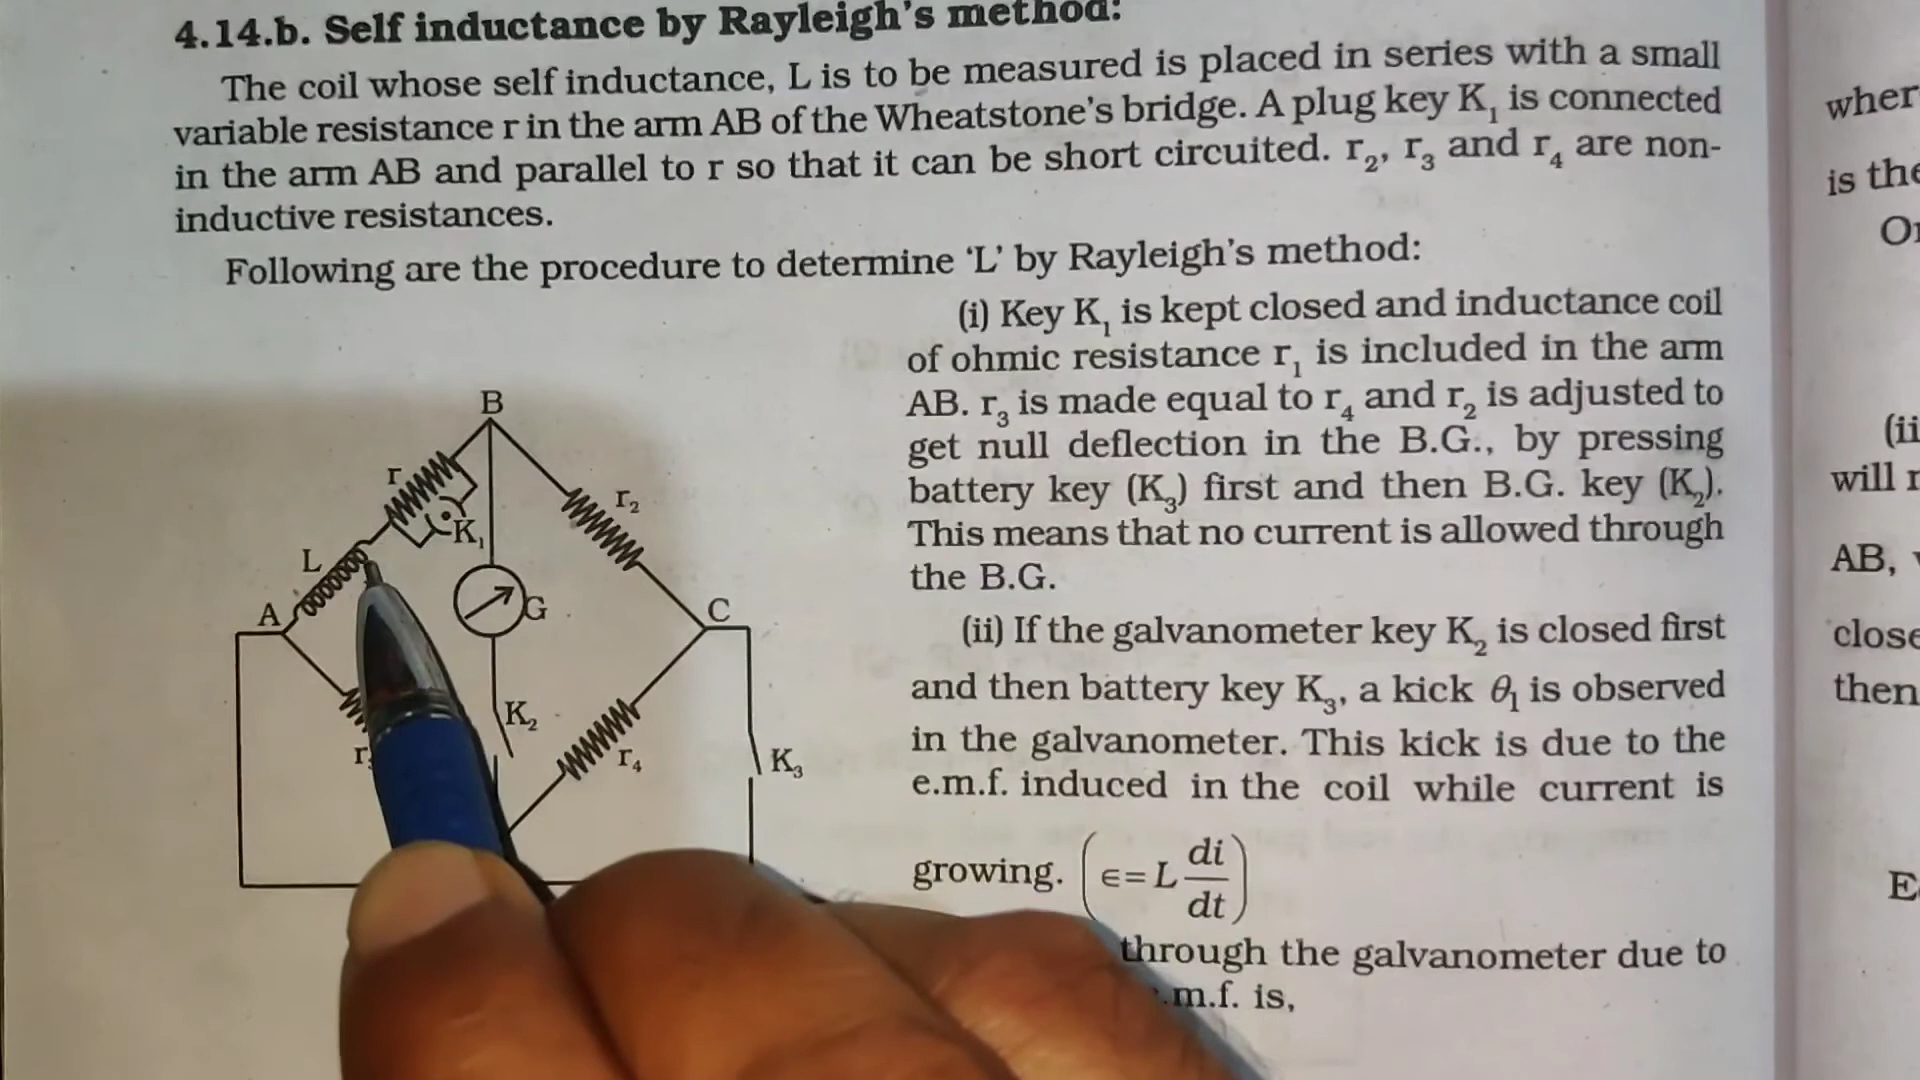 4.14.b. Self inductance by Rayleigh's method:
The coil whose self inductance, L is to be measured is placed in series with a small
variable resistance r in the arm AB of the Wheatstone's bridge. A plug key K₁ is connected
in the arm AB and parallel to r so that it can be short circuited. r₂, r₃ and r₄ are non-
inductive resistances.
Following are the procedure to determine ‘L’ by Rayleigh's method:
(i) Key K₁ is kept closed and inductance coil
of ohmic resistance r₁ is included in the arm
AB. r₃ is made equal to r₄ and r₂ is adjusted to
get null deflection in the B.G., by pressing
battery key (K₃) first and then B.G. key (K₂).
This means that no current is allowed through
the B.G.
(ii) If the galvanometer key K₂ is closed first
and then battery key K₃, a kick θ₁ is observed
in the galvanometer. This kick is due to the
e.m.f. induced in the coil while current is
growing. (ϵ= L di/dt)
through the galvanometer due to
.m.f. is,
B
r
r₂
K₁
L
A
G
C
K₂
r₄
K₃
is the
(ii
will
AB,
close
then